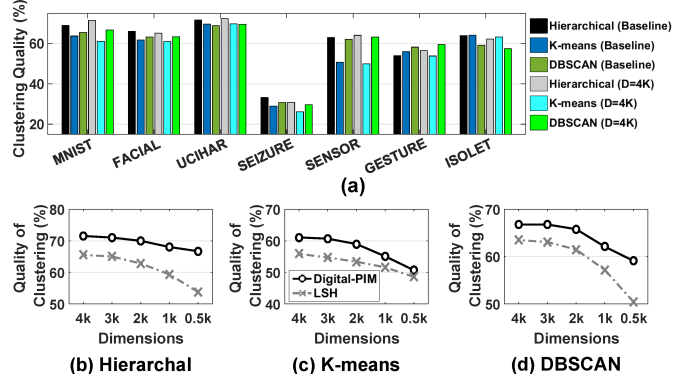 Clustering Quality (%)
60
40
20
MNIST
FACIAL
UCIHAR
SEIZURE
SENSOR
GESTURE
ISOLET
Hierarchical (Baseline)
K-means (Baseline)
DBSCAN (Baseline)
Hierarchical (D=4K)
K-means (D=4K)
DBSCAN (D=4K)
(a)
Quality of
Clustering (%)
80
70
60
50
4k 3k 2k 1k 0.5k
Dimensions
(b) Hierarchal
Quality of
Clustering (%)
70
60
50
40
Digital-PIM
LSH
4k 3k 2k 1k 0.5k
Dimensions
(c) K-means
Quality of
Clustering (%)
70
60
50
4k 3k 2k 1k 0.5k
Dimensions
(d) DBSCAN